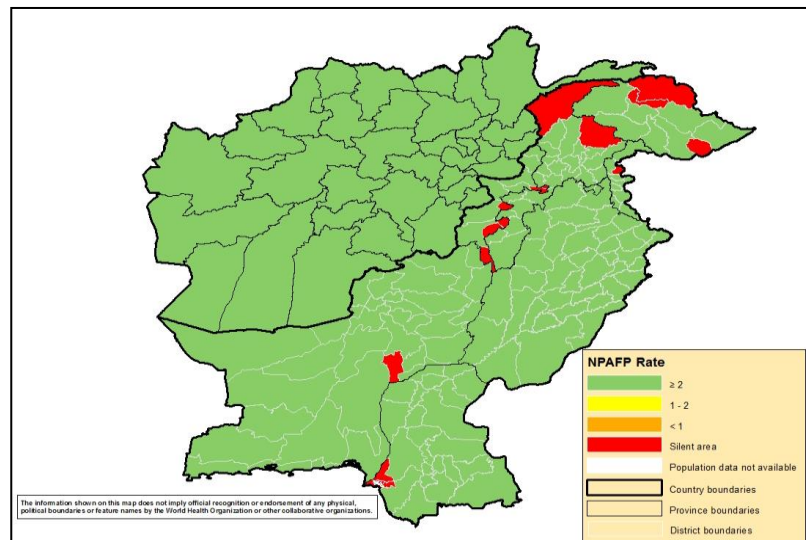 NPAFP Rate
≥ 2
1 - 2
< 1
Silent area
Population data not available
Country boundaries
Province boundaries
District boundaries
The information shown on this map does not imply official recognition or endorsement of any physical,
political boundaries or feature names by the World Health Organization or other collaborative organizations.